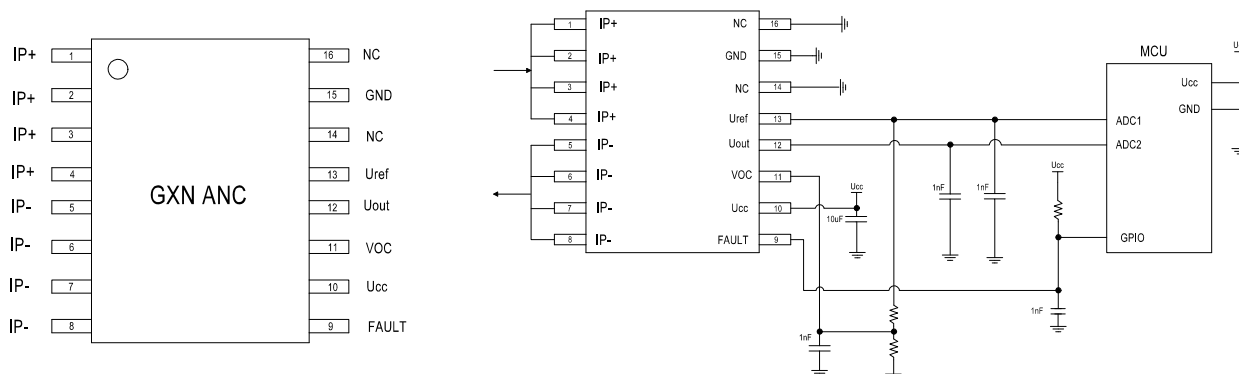 IP+ 1 16 NC
IP+ 2 15 GND
IP+ 3 14 NC
IP+ 4 13 Uref
GXN ANC
IP- 5 12 Uout
IP- 6 11 VOC
IP- 7 10 Ucc
IP- 8 9 FAULT
1 IP+ NC 16
2 IP+ GND 15
3 IP+ NC 14
4 IP+ Uref 13
5 IP- Uout 12
6 IP- VOC 11
7 IP- Ucc 10
8 IP- FAULT 9
Ucc
10uF
1nF
1nF
1nF
Ucc
1nF
MCU
Ucc
GND
ADC1
ADC2
GPIO